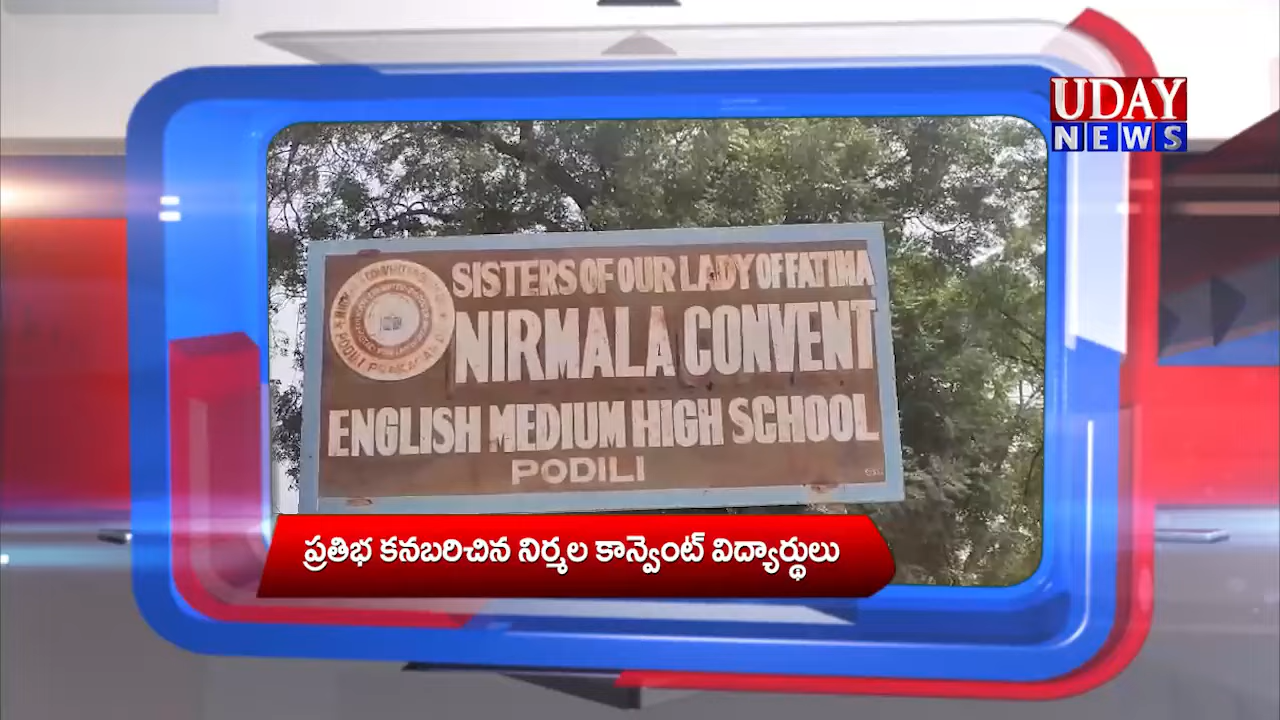 UDAY
NEWS
SISTERS OF OUR LADY OF FATIMA
NIRMALA CONVENT
ENGLISH MEDIUM HIGH SCHOOL
PODILI
ప్రతిభ కనబరిచిన నిర్మల కాన్వెంట్ విద్యార్థులు